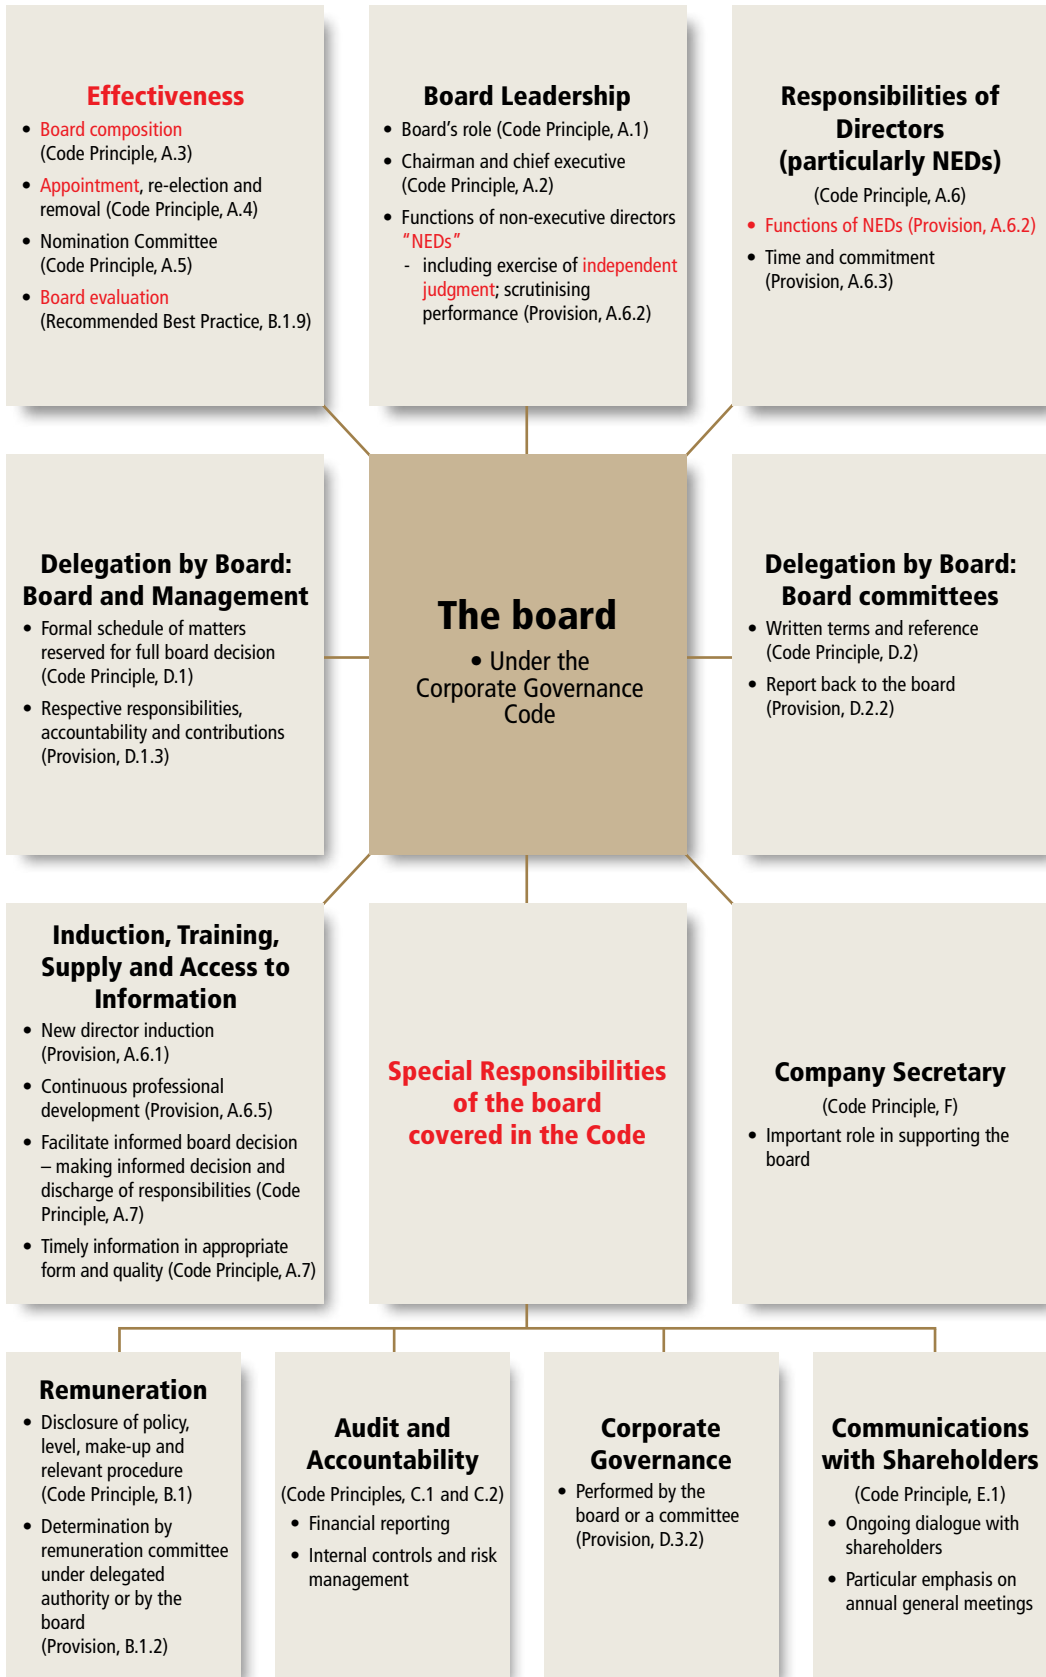 Effectiveness
• Board composition
(Code Principle, A.3)
• Appointment, re-election and
removal (Code Principle, A.4)
• Nomination Committee
(Code Principle, A.5)
• Board evaluation
(Recommended Best Practice, B.1.9)
Board Leadership
• Board's role (Code Principle, A.1)
• Chairman and chief executive
(Code Principle, A.2)
• Functions of non-executive directors
“NEDs”
- including exercise of independent
judgment; scrutinising
performance (Provision, A.6.2)
Responsibilities of
Directors
(particularly NEDs)
(Code Principle, A.6)
• Functions of NEDs (Provision, A.6.2)
• Time and commitment
(Provision, A.6.3)
Delegation by Board:
Board and Management
• Formal schedule of matters
reserved for full board decision
(Code Principle, D.1)
• Respective responsibilities,
accountability and contributions
(Provision, D.1.3)
The board
• Under the
Corporate Governance
Code
Delegation by Board:
Board committees
• Written terms and reference
(Code Principle, D.2)
• Report back to the board
(Provision, D.2.2)
Induction, Training,
Supply and Access to
Information
• New director induction
(Provision, A.6.1)
• Continuous professional
development (Provision, A.6.5)
• Facilitate informed board decision
– making informed decision and
discharge of responsibilities (Code
Principle, A.7)
• Timely information in appropriate
form and quality (Code Principle, A.7)
Special Responsibilities
of the board
covered in the Code
Company Secretary
(Code Principle, F)
• Important role in supporting the
board
Remuneration
• Disclosure of policy,
level, make-up and
relevant procedure
(Code Principle, B.1)
• Determination by
remuneration committee
under delegated
authority or by the
board
(Provision, B.1.2)
Audit and
Accountability
(Code Principles, C.1 and C.2)
• Financial reporting
• Internal controls and risk
management
Corporate
Governance
• Performed by the
board or a committee
(Provision, D.3.2)
Communications
with Shareholders
(Code Principle, E.1)
• Ongoing dialogue with
shareholders
• Particular emphasis on
annual general meetings